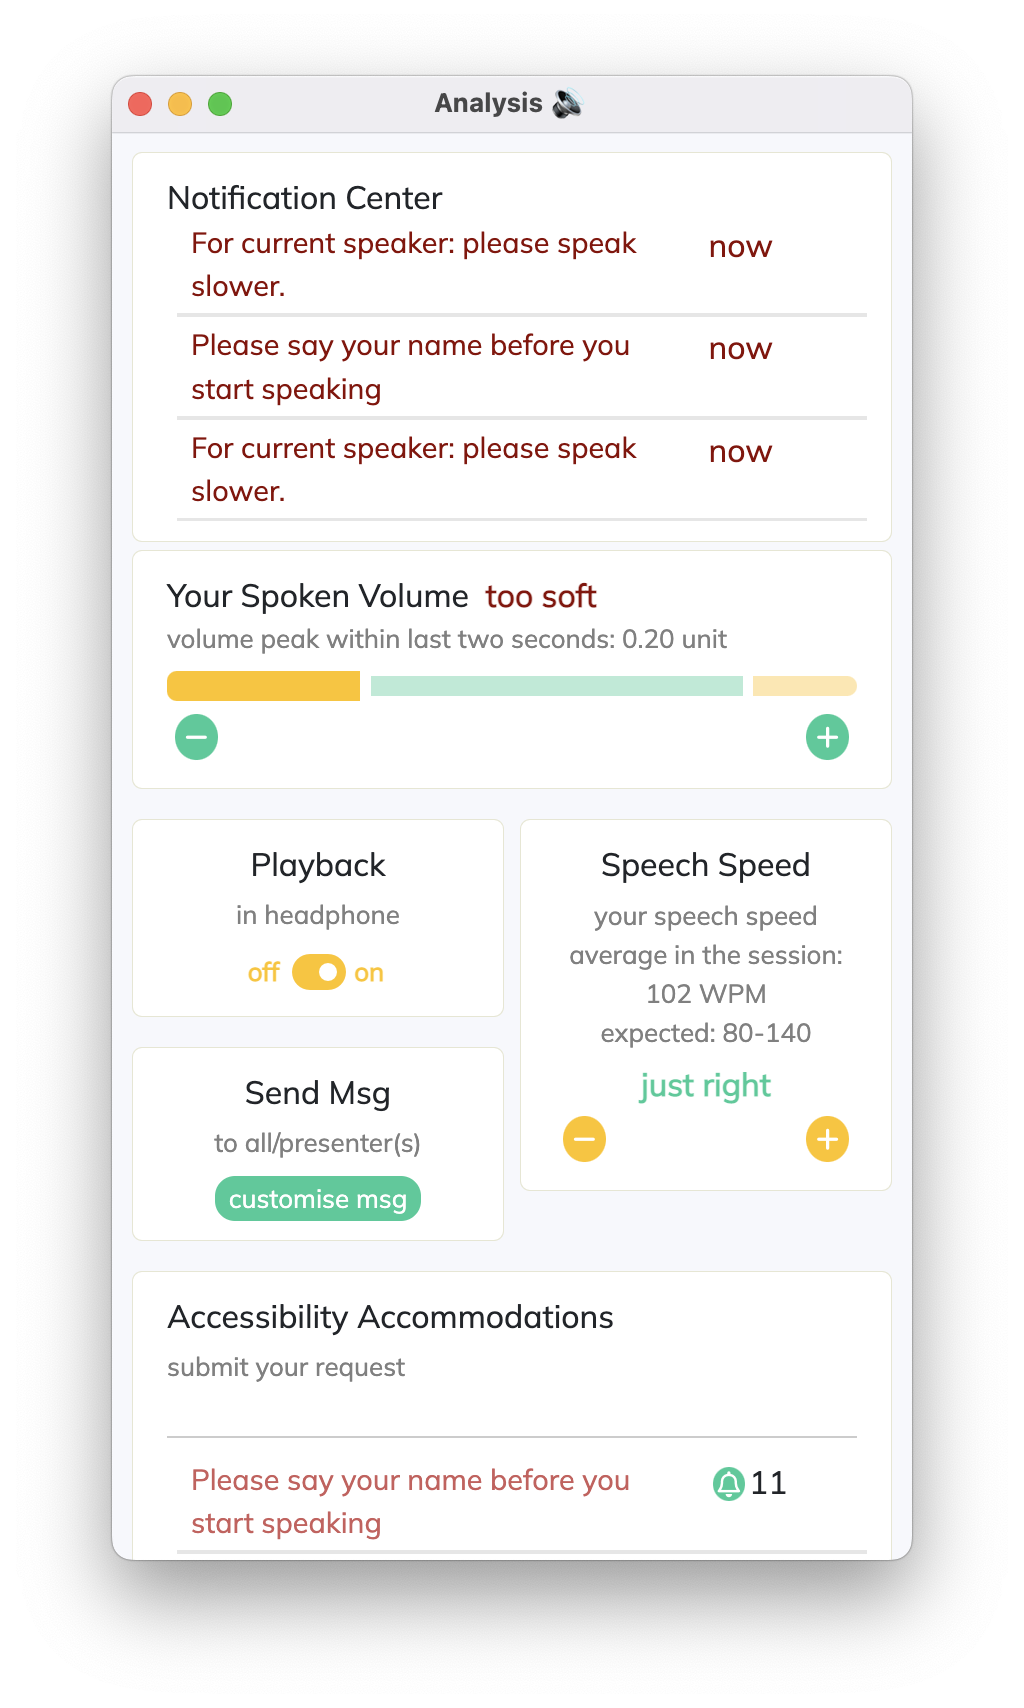 Analysis
Notification Center
For current speaker: please speak
slower.
now
Please say your name before you
start speaking
now
For current speaker: please speak
slower.
now
Your Spoken Volume too soft
volume peak within last two seconds: 0.20 unit
Playback
in headphone
off on
Speech Speed
your speech speed
average in the session:
102 WPM
expected: 80-140
just right
Send Msg
to all/presenter(s)
customise msg
Accessibility Accommodations
submit your request
Please say your name before you
start speaking
11